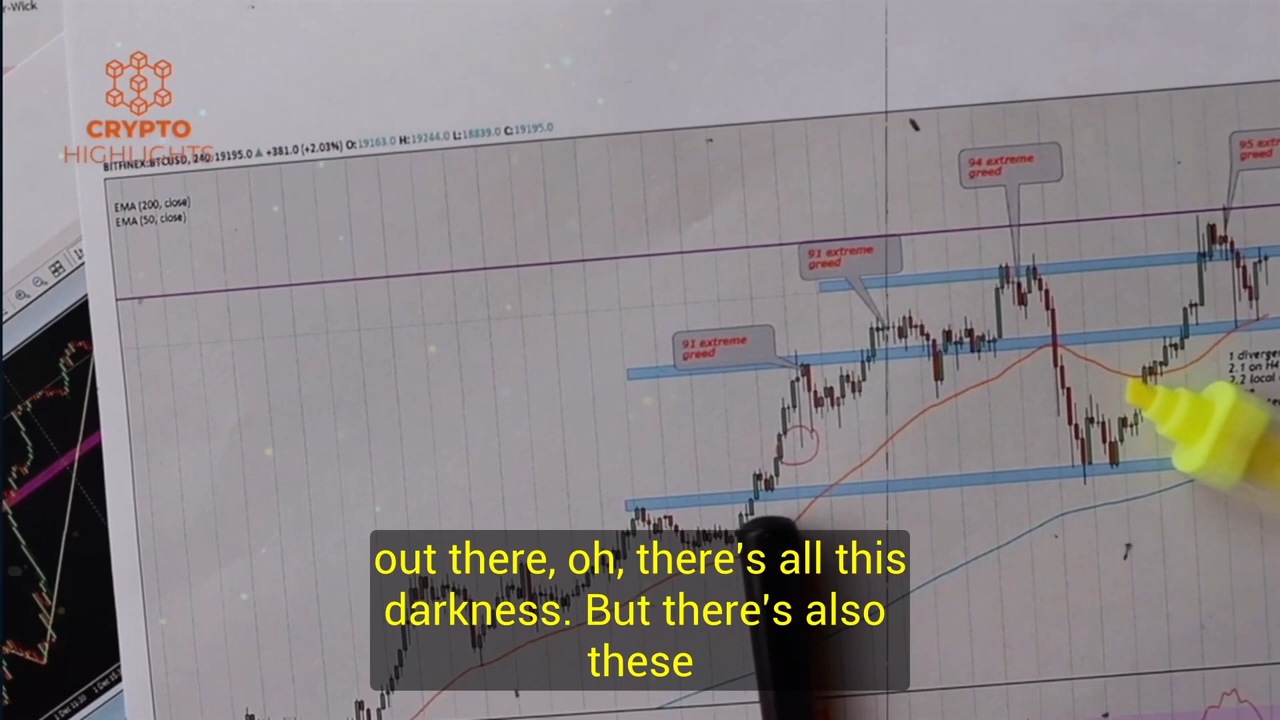 r-Wick
CRYPTO
HIGHLIGHTS
BITFINEX:BTCUSD, 240 19195.0 ▲ +381.0 (+2.03%) O:19163.0 H:19244.0 L:18839.0 C:19195.0
EMA (200, close)
EMA (50, close)
94 extreme
greed
95 extr
greed
91 extreme
greed
91 extreme
greed
1 diverge
2.1 on H4
2.2 local
out there, oh, there's all this
darkness. But there's also
these